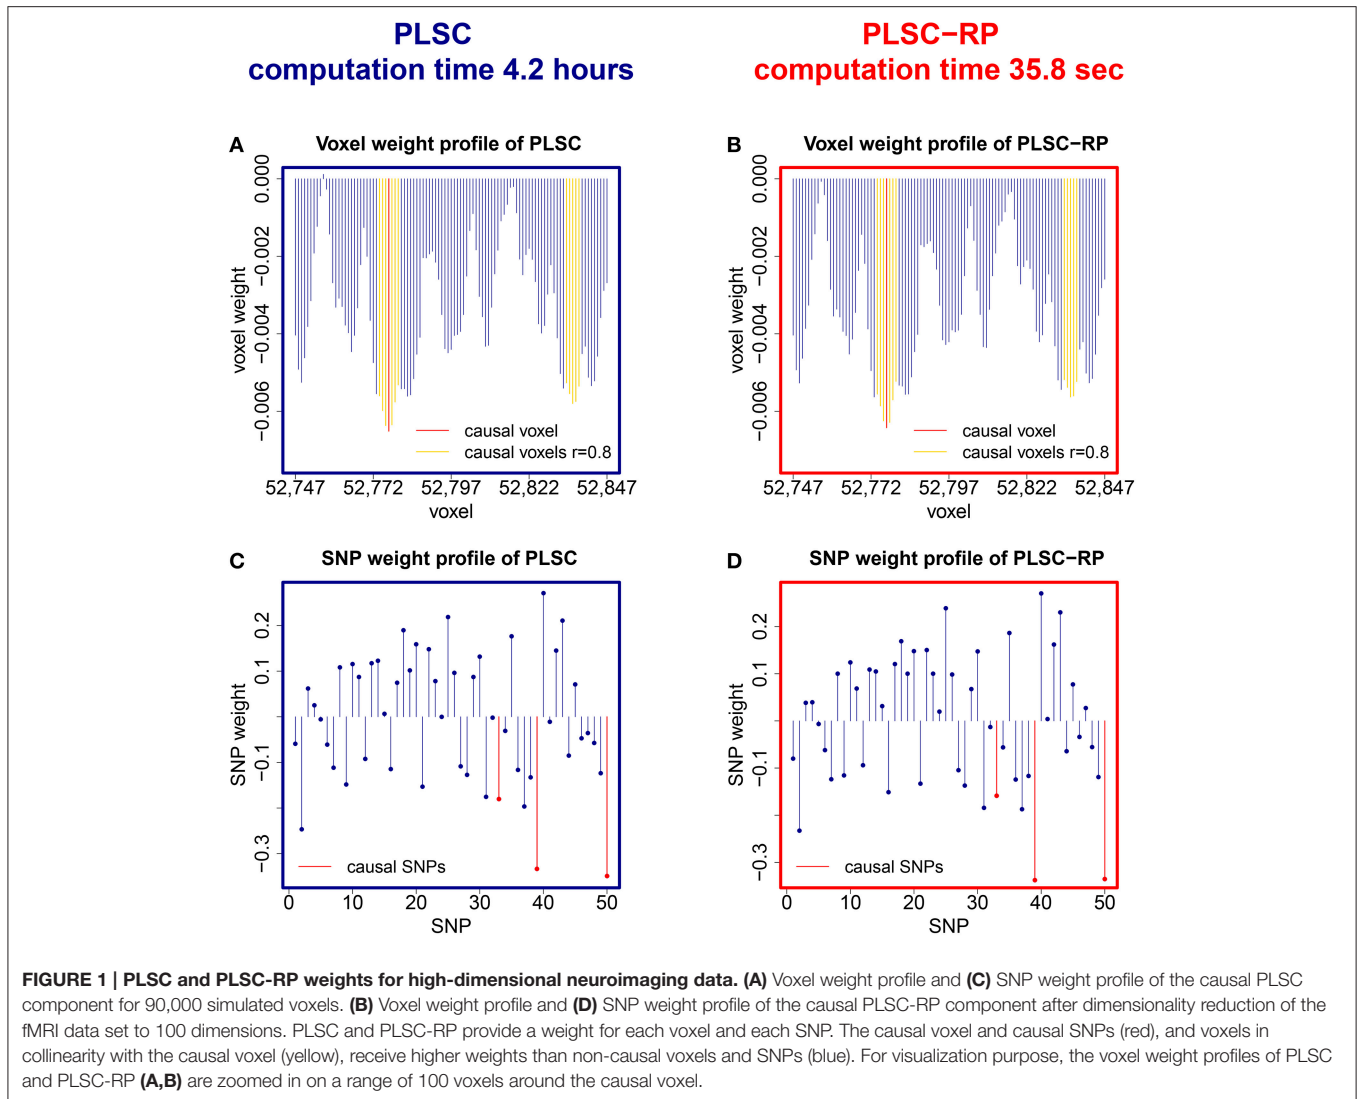 PLSC
computation time 4.2 hours
PLSC−RP
computation time 35.8 sec
A
Voxel weight profile of PLSC
0.000
−0.002
−0.004
−0.006
voxel weight
causal voxel
causal voxels r=0.8
52,747 52,772 52,797 52,822 52,847
voxel
B
Voxel weight profile of PLSC−RP
0.000
−0.002
−0.004
−0.006
voxel weight
causal voxel
causal voxels r=0.8
52,747 52,772 52,797 52,822 52,847
voxel
C
SNP weight profile of PLSC
0.2
0.1
−0.1
−0.3
SNP weight
causal SNPs
0 10 20 30 40 50
SNP
D
SNP weight profile of PLSC−RP
0.2
0.1
−0.1
−0.3
SNP weight
causal SNPs
0 10 20 30 40 50
SNP
FIGURE 1 | PLSC and PLSC-RP weights for high-dimensional neuroimaging data. (A) Voxel weight profile and (C) SNP weight profile of the causal PLSC
component for 90,000 simulated voxels. (B) Voxel weight profile and (D) SNP weight profile of the causal PLSC-RP component after dimensionality reduction of the
fMRI data set to 100 dimensions. PLSC and PLSC-RP provide a weight for each voxel and each SNP. The causal voxel and causal SNPs (red), and voxels in
collinearity with the causal voxel (yellow), receive higher weights than non-causal voxels and SNPs (blue). For visualization purpose, the voxel weight profiles of PLSC
and PLSC-RP (A,B) are zoomed in on a range of 100 voxels around the causal voxel.